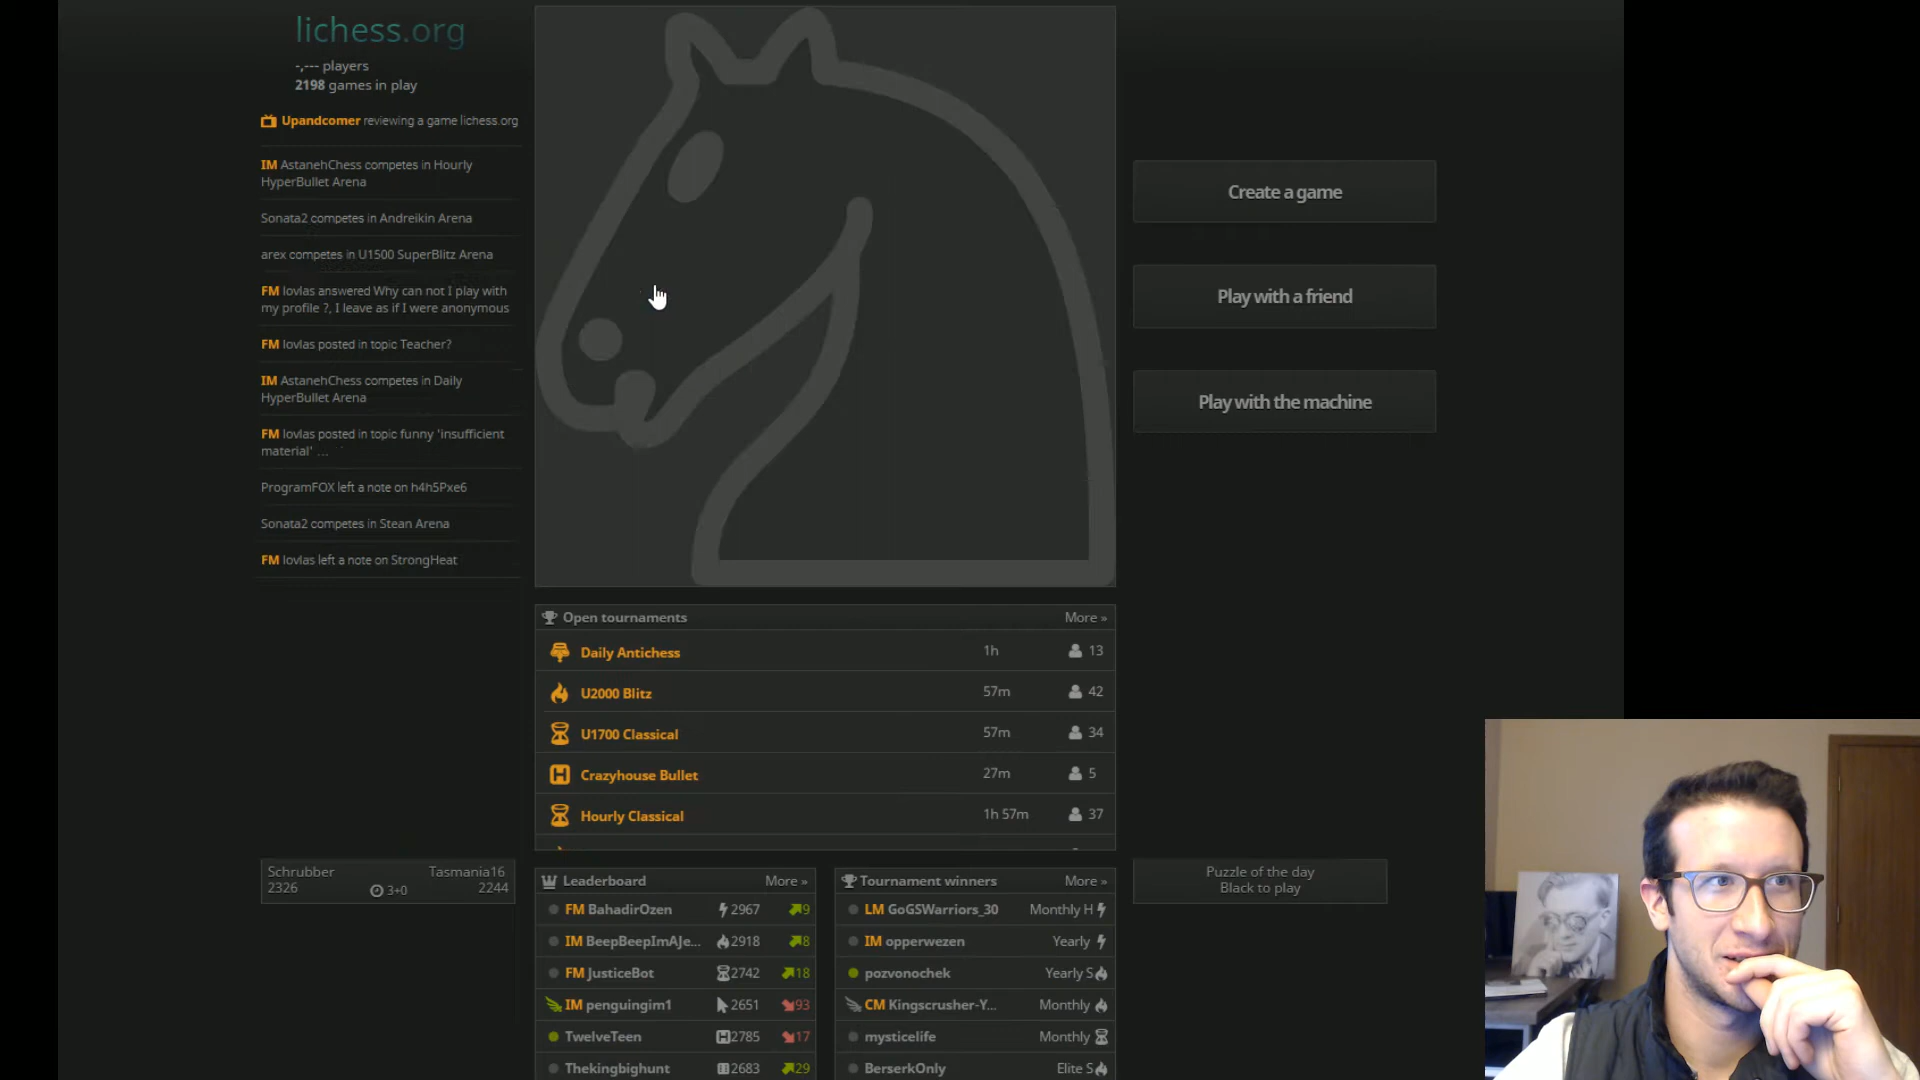 lichess.org
-,--- players
2198 games in play
Upandcomer reviewing a game lichess.org
IM AstanehChess competes in Hourly
HyperBullet Arena
Sonata2 competes in Andreikin Arena
arex competes in U1500 SuperBlitz Arena
FM lovlas answered Why can not I play with
my profile ?, I leave as if I were anonymous
FM lovlas posted in topic Teacher?
IM AstanehChess competes in Daily
HyperBullet Arena
FM lovlas posted in topic funny 'insufficient
material' ...
ProgramFOX left a note on h4h5Pxe6
Sonata2 competes in Stean Arena
FM lovlas left a note on StrongHeat
Create a game
Play with a friend
Play with the machine
Open tournaments More »
Daily Antichess 1h 13
U2000 Blitz 57m 42
U1700 Classical 57m 34
Crazyhouse Bullet 27m 5
Hourly Classical 1h 57m 37
Schrubber Tasmania16
2326 3+0 2244
Leaderboard More »
FM BahadirOzen 2967 9
IM BeepBeepImAJe... 2918 8
FM JusticeBot 2742 18
IM penguingim1 2651 93
TwelveTeen 2785 17
Thekingbighunt 2683 29
Tournament winners More »
LM GoGSWarriors_30 Monthly H
IM opperwezen Yearly
pozvonochek Yearly S
CM Kingscrusher-Y... Monthly
mysticelife Monthly
BerserkOnly Elite S
Puzzle of the day
Black to play